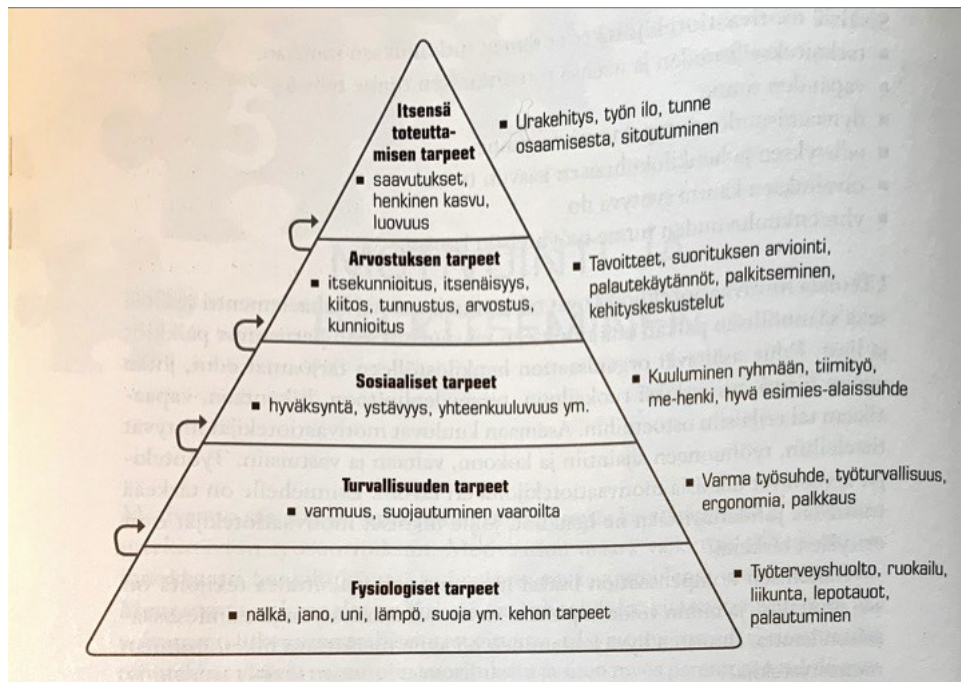 Itsensä
toteutta-
misen tarpeet
▪ saavutukset,
henkinen kasvu,
luovuus
▪ Urakehitys, työn ilo, tunne
osaamisesta, sitoutuminen
Arvostuksen tarpeet
▪ itsekunnioitus, itsenäisyys,
kiitos, tunnustus, arvostus,
kunnioitus
▪ Tavoitteet, suorituksen arviointi,
palautekäytännöt, palkitseminen,
kehityskeskustelut
Sosiaaliset tarpeet
▪ hyväksyntä, ystävyys, yhteenkuuluvuus ym.
▪ Kuuluminen ryhmään, tiimityö,
me-henki, hyvä esimies-alaissuhde
Turvallisuuden tarpeet
▪ varmuus, suojautuminen vaaroilta
▪ Varma työsuhde, työturvallisuus,
ergonomia, palkkaus
Fysiologiset tarpeet
▪ nälkä, jano, uni, lämpö, suoja ym. kehon tarpeet
▪ Työterveyshuolto, ruokailu,
liikunta, lepotauot,
palautuminen